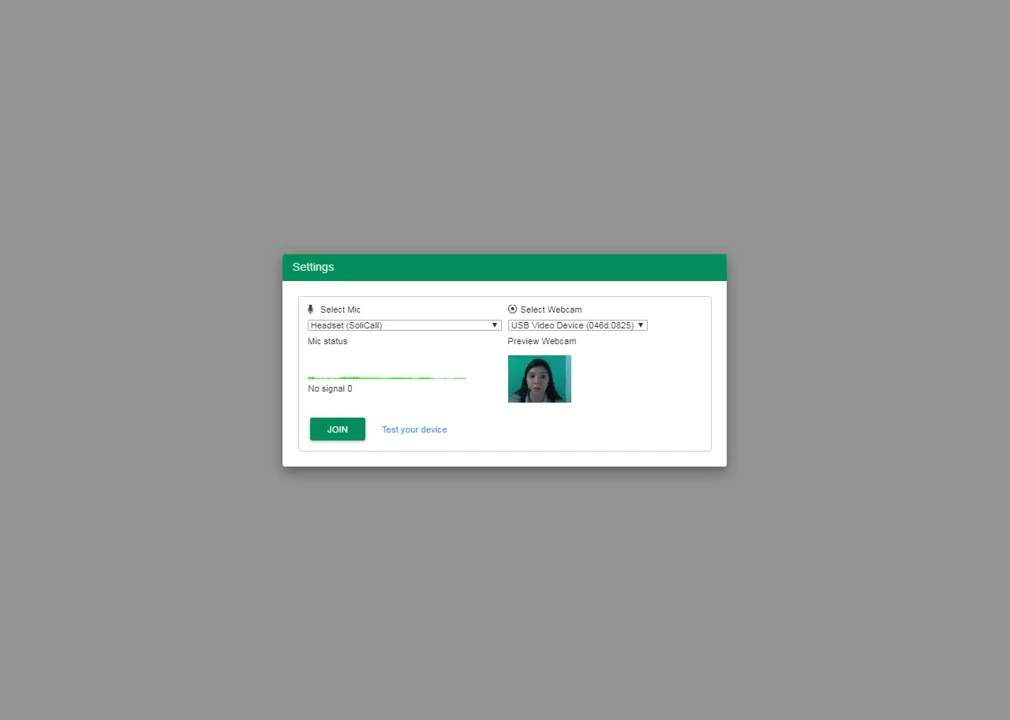 Settings
Select Mic
Select Webcam
Headset (SoliCall)
USB Video Device (046d:0825)
Mic status
Preview Webcam
No signal 0
JOIN
Test your device